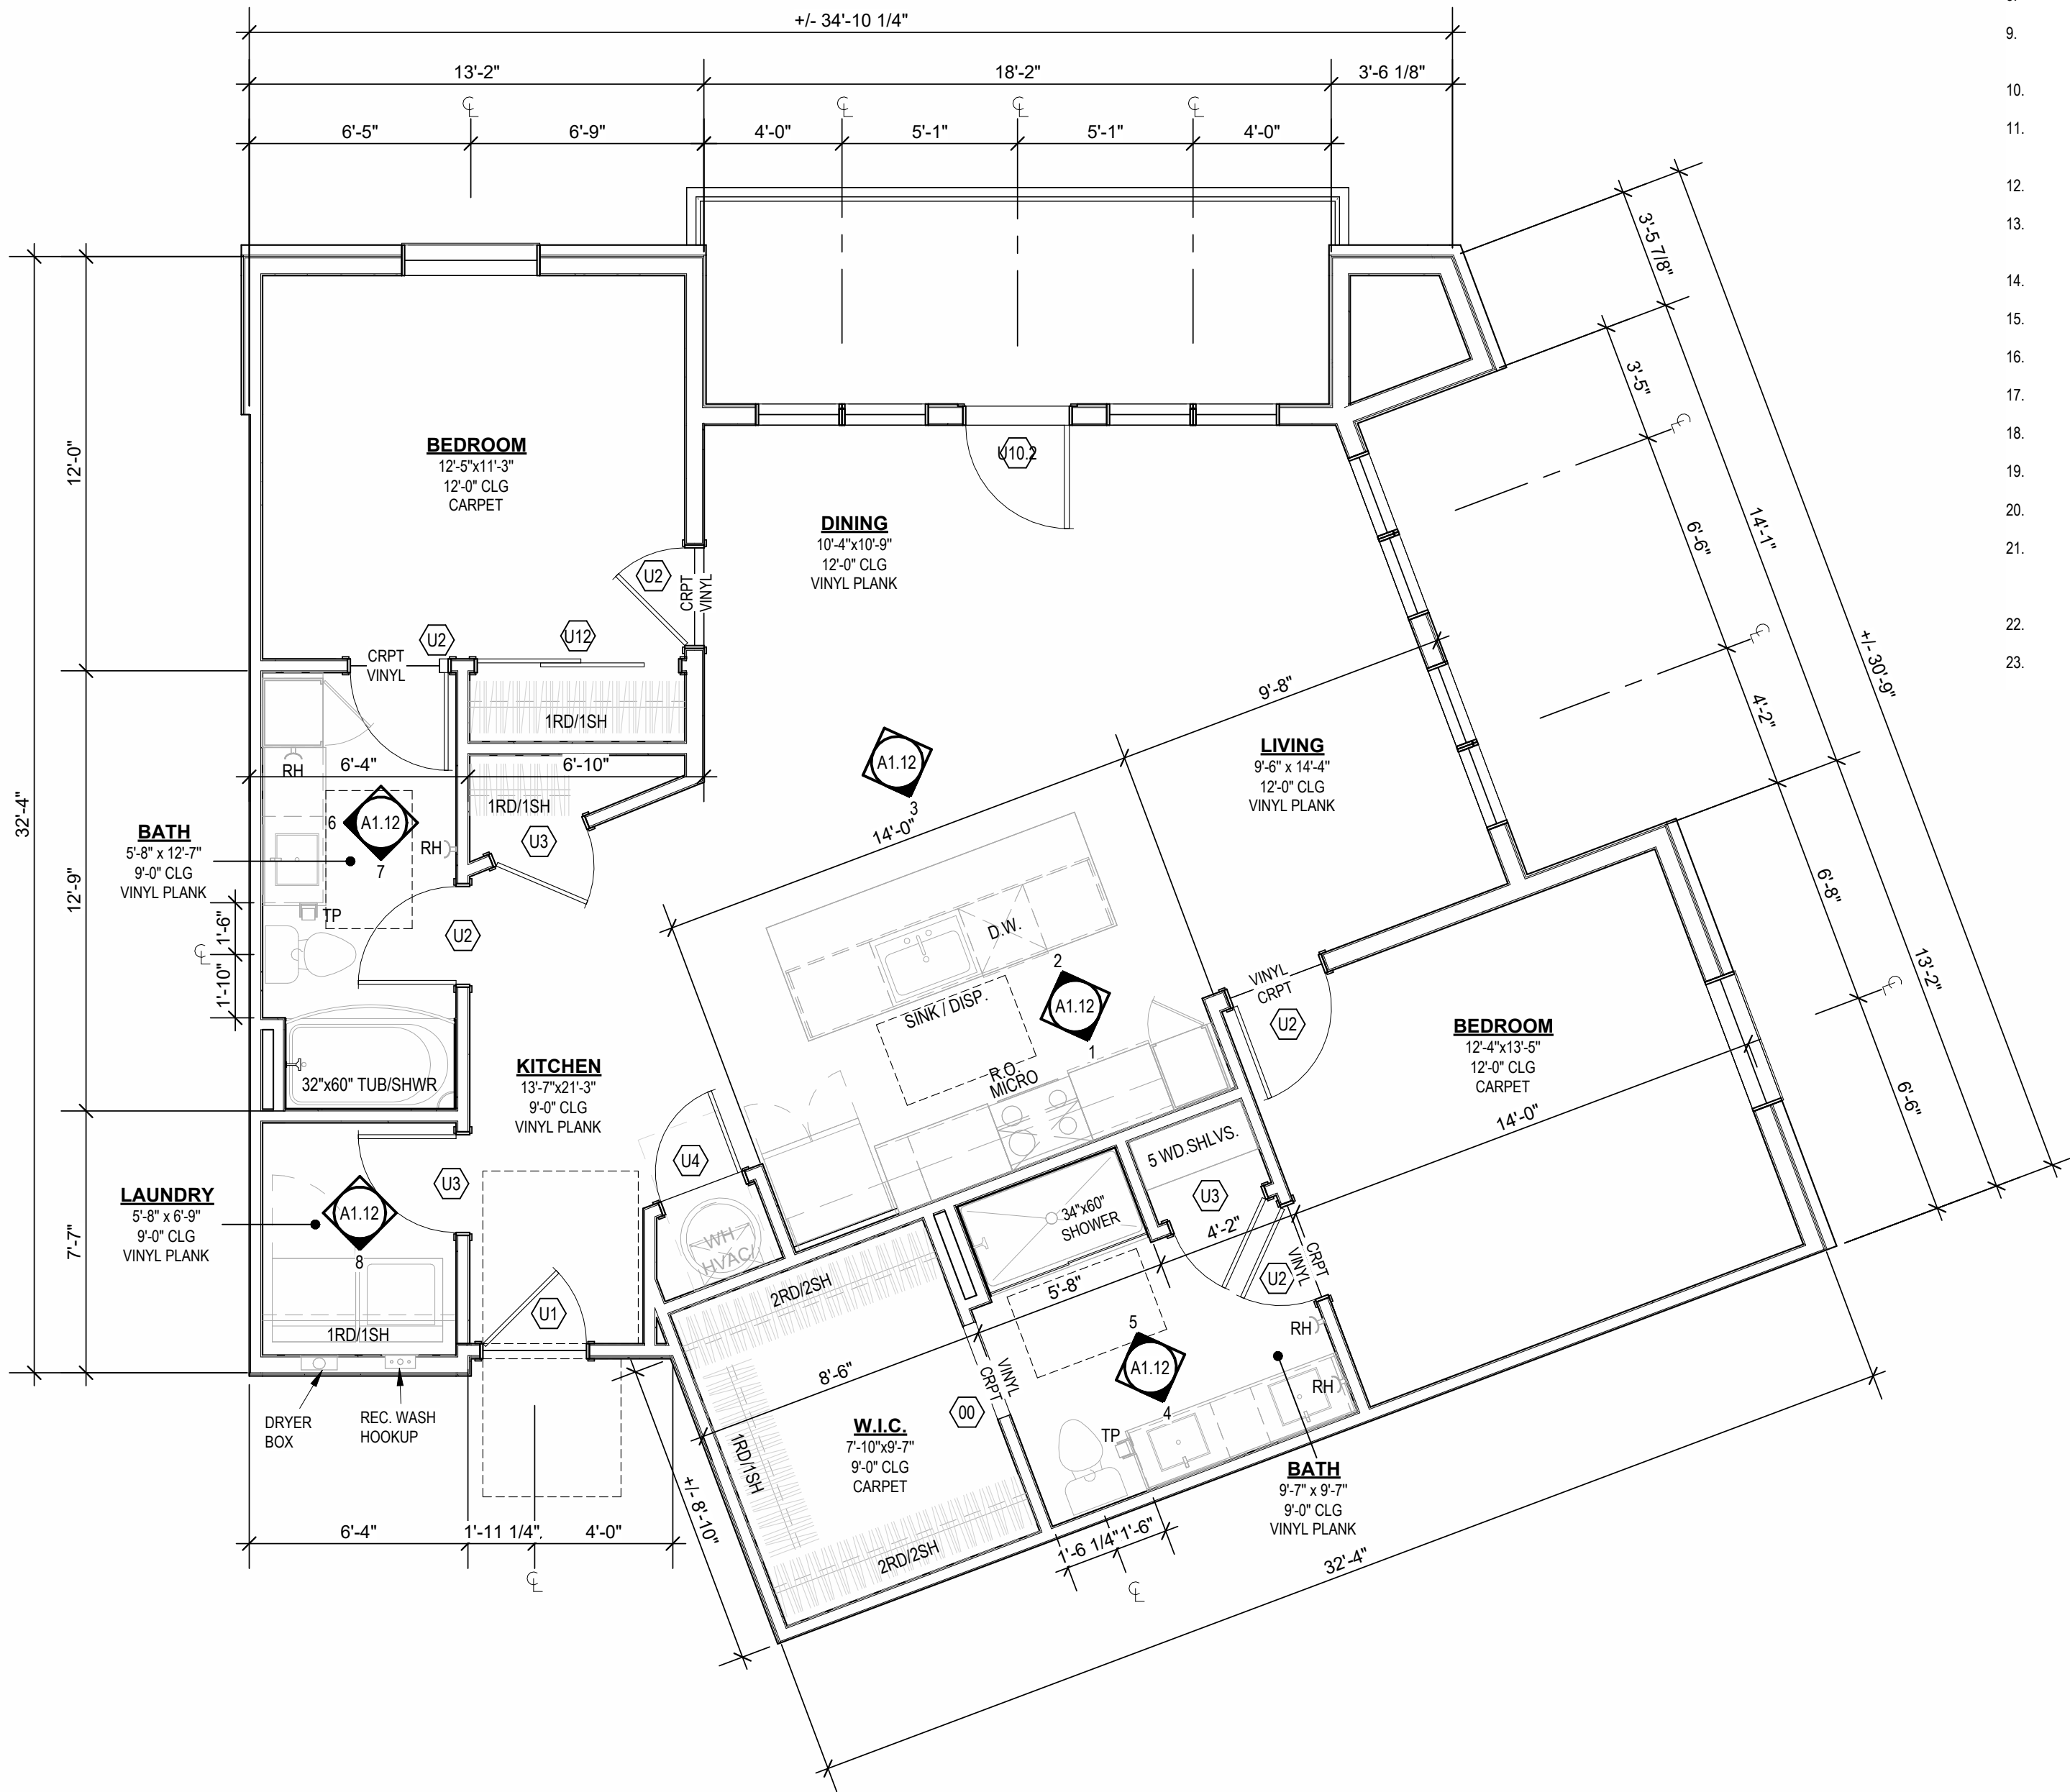 +/- 34'-10 1/4"
13'-2"
18'-2"
3'-6 1/8"
6'-5"
6'-9"
4'-0"
5'-1"
5'-1"
4'-0"
9.
10.
11.
12.
13.
14.
15.
16.
17.
18.
19.
20.
21.
22.
23.
3'-5 7/8"
3'-5"
6'-6"
14'-1"
4'-2"
+/- 30'-9"
6'-8"
13'-2"
6'-6"
32'-4"
12'-0"
12'-9"
7'-7"
BEDROOM
12'-5"x11'-3"
12'-0" CLG
CARPET
U2
CRPT
VINYL
U10.2
DINING
10'-4"x10'-9"
12'-0" CLG
VINYL PLANK
U2
U12
CRPT
VINYL
1RD/1SH
6'-4"
6'-10"
RH
1RD/1SH
U3
A1.12
3
9'-8"
14'-0"
LIVING
9'-6" x 14'-4"
12'-0" CLG
VINYL PLANK
BATH
5'-8" x 12'-7"
9'-0" CLG
VINYL PLANK
6
A1.12
7
RH
TP
1'-6"
1'-10"
U2
32"x60" TUB/SHWR
KITCHEN
13'-7"x21'-3"
9'-0" CLG
VINYL PLANK
D.W.
SINK / DISP.
2
A1.12
1
R.O.
MICRO
VINYL
CRPT
U2
BEDROOM
12'-4"x13'-5"
12'-0" CLG
CARPET
14'-0"
LAUNDRY
5'-8" x 6'-9"
9'-0" CLG
VINYL PLANK
U3
A1.12
8
1RD/1SH
U4
WH
HVAC/
U1
5 WD.SHLVS.
U3
34"x60"
SHOWER
4'-2"
5'-8"
U2
CRPT
VINYL
RH
2RD/2SH
8'-6"
VINYL
CRPT
00
5
A1.12
4
RH
TP
W.I.C.
7'-10"x9'-7"
9'-0" CLG
CARPET
1RD/1SH
2RD/2SH
BATH
9'-7" x 9'-7"
9'-0" CLG
VINYL PLANK
DRYER
BOX
REC. WASH
HOOKUP
6'-4"
1'-11 1/4"
4'-0"
+/- 8'-10"
1'-6 1/4"
1'-6"
32'-4"